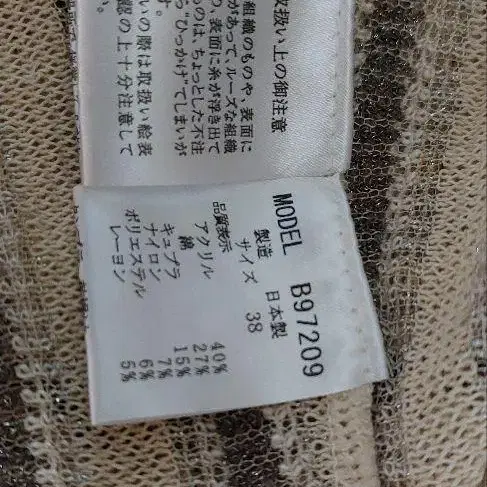 取扱い上の御注意
組織のものや、表面に
があって、ルーズな組織
の、表面に糸が浮き出て
ものは、ちょっとした不注
ら"ひっかけ"てしまいが
す。
いの際は取扱い絵表
認の上十分注意して
い。
MODEL B97209
製造 日本製
サイズ 38
品質表示
アクリル 40%
綿 27%
キュプラ 15%
ナイロン 7%
ポリエステル 6%
レーヨン 5%